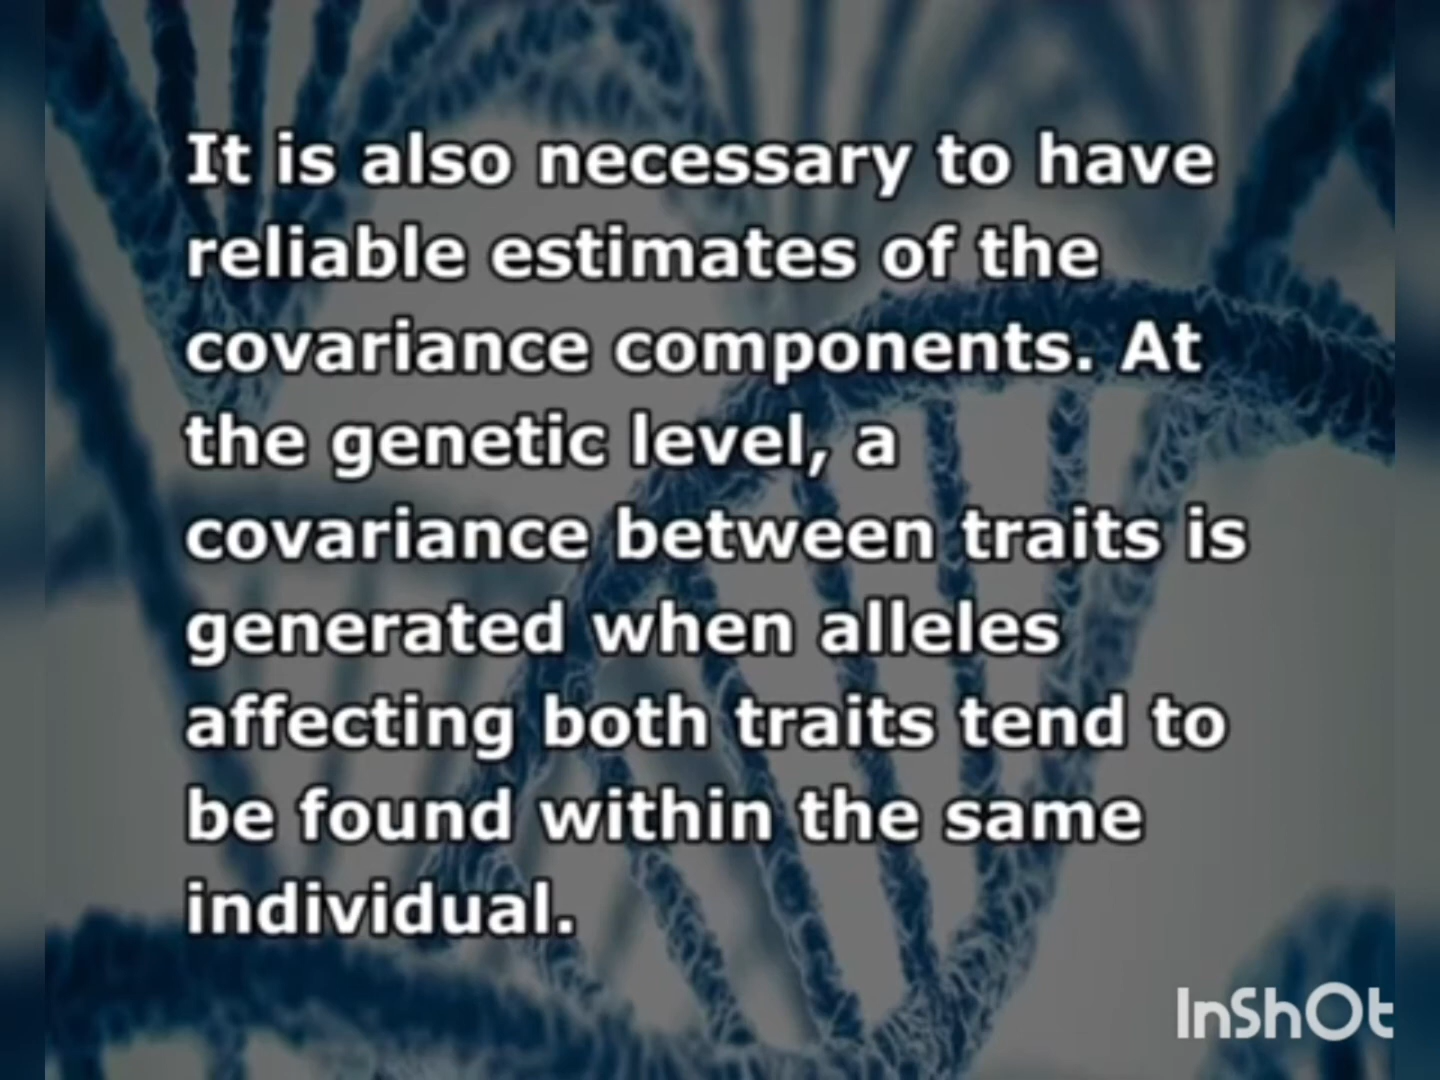 It is also necessary to have
reliable estimates of the
covariance components. At
the genetic level, a
covariance between traits is
generated when alleles
affecting both traits tend to
be found within the same
individual.
InShOt